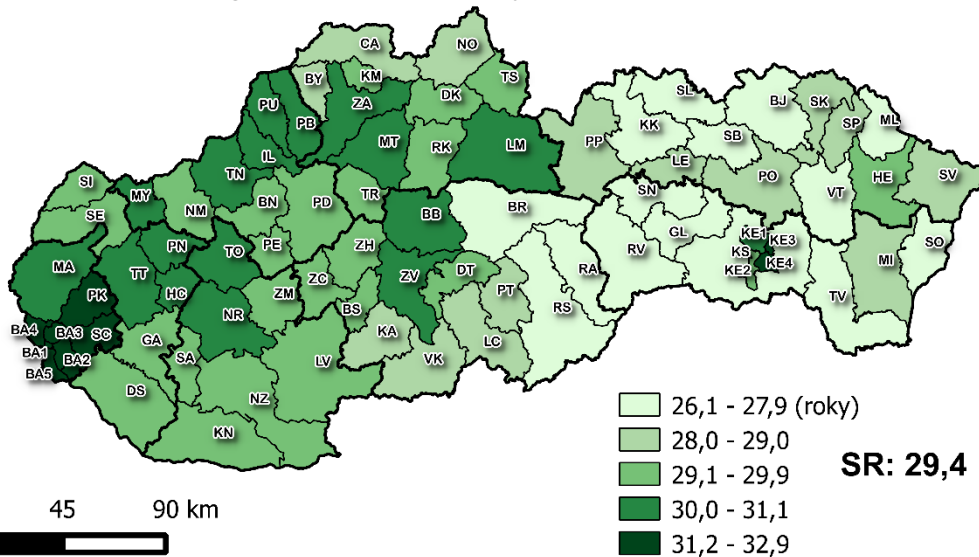 CA
NO
BY
KM
TS
PU
PB
ZA
DK
SL
BJ
SK
ML
KK
SB
SP
IL
MT
RK
LM
PP
LE
PO
VT
HE
SV
TN
SI
MY
NM
BN
PD
TR
BB
BR
SN
SE
GL
KE1
KE3
SO
PN
TO
PE
ZH
RV
KS
KE4
KE2
MI
MA
TT
HC
ZC
ZV
DT
RA
PK
NR
ZM
BS
PT
RS
TV
BA4
BA3
SC
GA
SA
KA
LC
BA1
BA2
LV
VK
BA5
DS
NZ
KN
26,1 - 27,9 (roky)
28,0 - 29,0
29,1 - 29,9
30,0 - 31,1
31,2 - 32,9
SR: 29,4
45
90 km